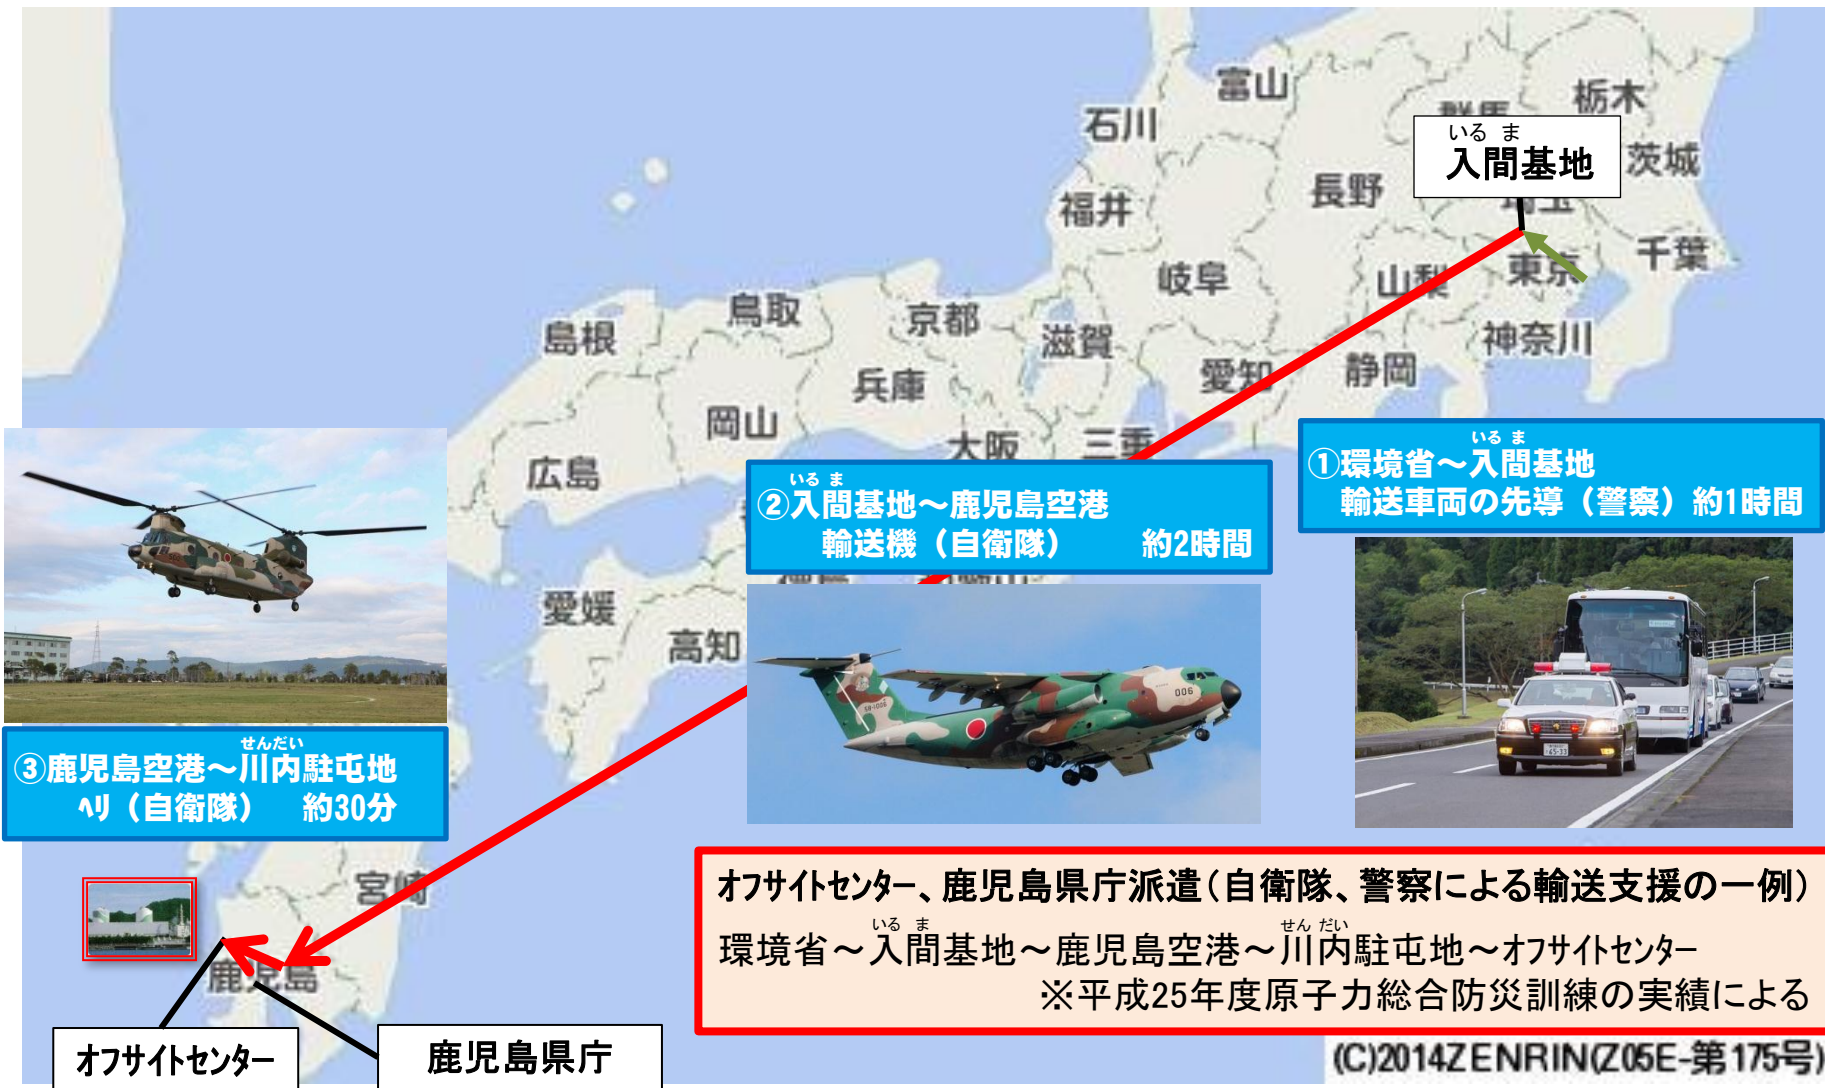 富山
栃木
石川
群馬
いるま
入間基地
茨城
福井
長野
埼玉
岐阜
山梨
東京
千葉
鳥取
京都
島根
滋賀
神奈川
兵庫
愛知
静岡
岡山
大阪
三重
広島
いるま
①環境省～入間基地
輸送車両の先導（警察）約1時間
いるま
②入間基地～鹿児島空港
輸送機（自衛隊）　約2時間
愛媛
高知
006
せんだい
③鹿児島空港～川内駐屯地
ヘリ（自衛隊）　約30分
宮崎
鹿児島
オフサイトセンター、鹿児島県庁派遣（自衛隊、警察による輸送支援の一例）
いるま　せんだい
環境省～入間基地～鹿児島空港～川内駐屯地～オフサイトセンター
※平成25年度原子力総合防災訓練の実績による
オフサイトセンター
鹿児島県庁
(C)2014ZENRIN(Z05E-第175号)